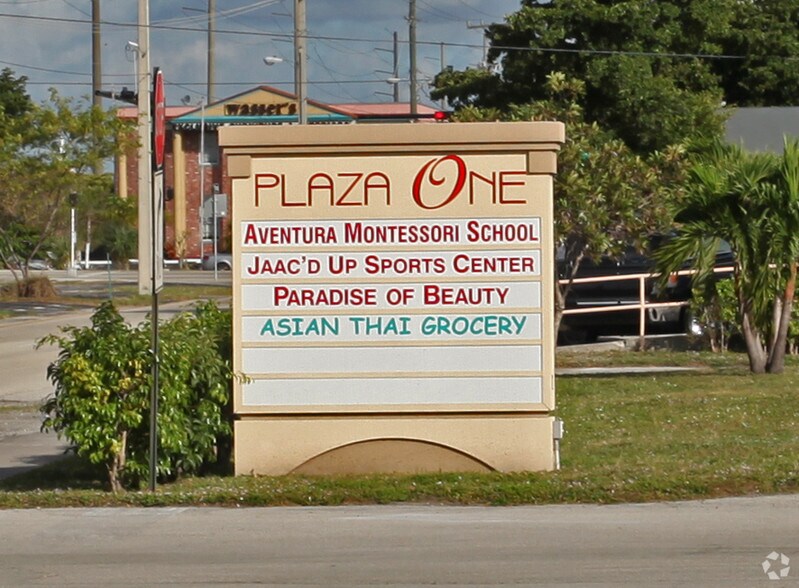 wasser's
PLAZA ONE
AVENTURA MONTESSORI SCHOOL
JAAC'D UP SPORTS CENTER
PARADISE OF BEAUTY
ASIAN THAI GROCERY